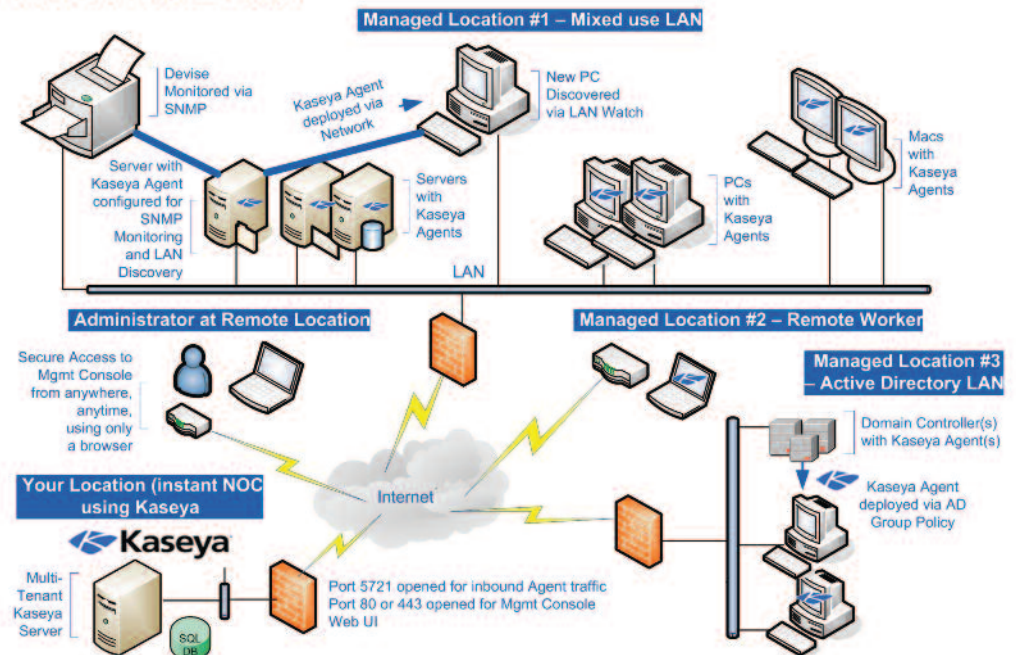 Managed Location #1 – Mixed use LAN
Devise
Monitored via
SNMP
Kaseya Agent
deployed via
Network
New PC
Discovered
via LAN Watch
Macs
with
Kaseya
Agents
Server with
Kaseya Agent
configured for
SNMP
Monitoring
and LAN
Discovery
Servers
with
Kaseya
Agents
PCs
with
Kaseya
Agents
LAN
Administrator at Remote Location
Secure Access to
Mgmt Console
from anywhere,
anytime,
using only
a browser
Managed Location #2 – Remote Worker
Managed Location #3
– Active Directory LAN
Domain Controller(s)
with Kaseya Agent(s)
Kaseya Agent
deployed via AD
Group Policy
Internet
Your Location (instant NOC
using Kaseya
Kaseya
Multi-
Tenant
Kaseya
Server
SQL
DB
Port 5721 opened for inbound Agent traffic
Port 80 or 443 opened for Mgmt Console
Web UI